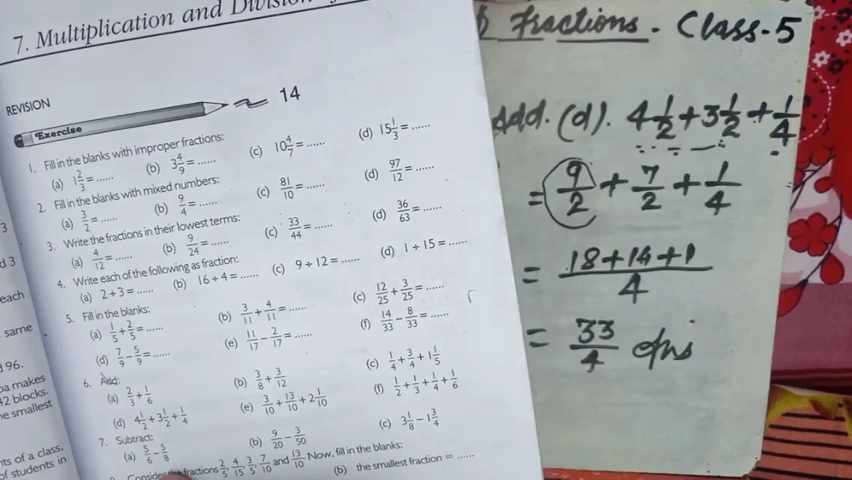 7. Multiplication and Division
REVISION
Exercise 14
1. Fill in the blanks with improper fractions:
(a) 1 2/3 = ...... (b) 3 4/9 = ...... (c) 10 4/7 = ...... (d) 15 1/3 = ......
2. Fill in the blanks with mixed numbers:
(a) 3/2 = ...... (b) 9/4 = ...... (c) 81/10 = ...... (d) 97/12 = ......
3. Write the fractions in their lowest terms:
(a) 4/12 = ...... (b) 9/24 = ...... (c) 33/44 = ...... (d) 36/63 = ......
4. Write each of the following as fraction:
(a) 2÷3 = ...... (b) 16÷4 = ...... (c) 9÷12 = ...... (d) 1÷15 = ......
5. Fill in the blanks:
(a) 1/5 + 2/5 = ...... (b) 3/11 + 4/11 = ...... (c) 12/25 + 3/25 = ......
(d) 7/9 - 5/9 = ...... (e) 11/17 - 2/17 = ...... (f) 14/33 - 8/33 = ......
6. Add:
(a) 2/3 + 1/6 (b) 3/8 + 3/12 (c) 1/4 + 3/4 + 1 1/5
(d) 4 1/2 + 3 1/2 + 1/4 (e) 3/10 + 13/10 + 2 1/10 (f) 1/2 + 1/3 + 1/4 + 1/6
7. Subtract:
(a) 5/6 - 5/8 (b) 9/20 - 3/50 (c) 3 1/8 - 1 3/4
Consider the fractions 2/5, 4/15, 3/5, 7/10 and 13/10. Now, fill in the blanks:
(b) the smallest fraction = ......
3
d 3
each
same
196.
pa makes
42 blocks.
he smallest
nts of a class,
of students in
Fractions. Class-5
Add. (d). 4 1/2 + 3 1/2 + 1/4
= 9/2 + 7/2 + 1/4
= 18+14+1 / 4
= 33/4 Ans